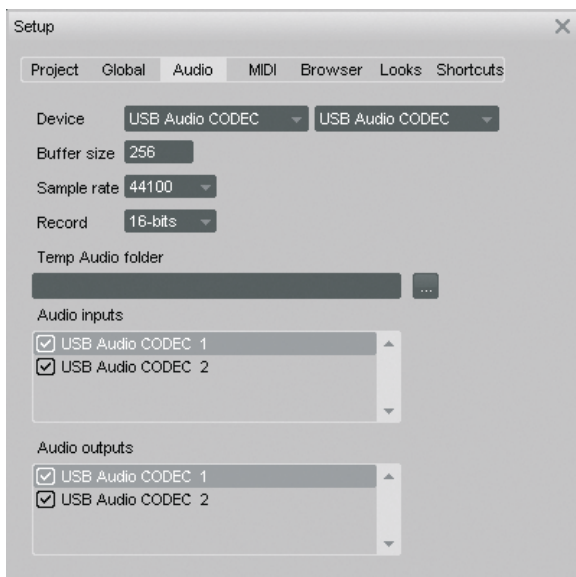 Setup
Project Global Audio MIDI Browser Looks Shortcuts
Device USB Audio CODEC USB Audio CODEC
Buffer size 256
Sample rate 44100
Record 16-bits
Temp Audio folder
...
Audio inputs
USB Audio CODEC 1
USB Audio CODEC 2
Audio outputs
USB Audio CODEC 1
USB Audio CODEC 2